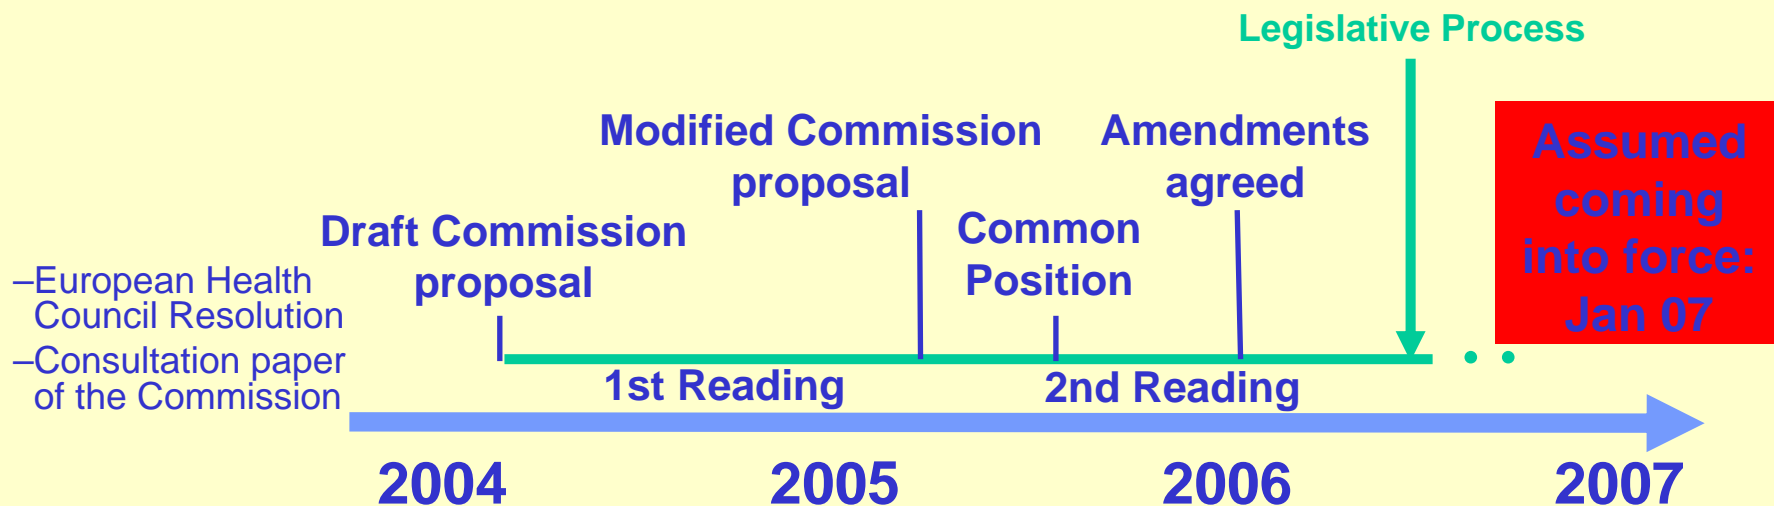 Legislative Process
Modified Commission
proposal
Amendments
agreed
Assumed
coming
into force:
Jan 07
Draft Commission
proposal
Common
Position
–European Health
Council Resolution
–Consultation paper
of the Commission
1st Reading
2nd Reading
2004
2005
2006
2007